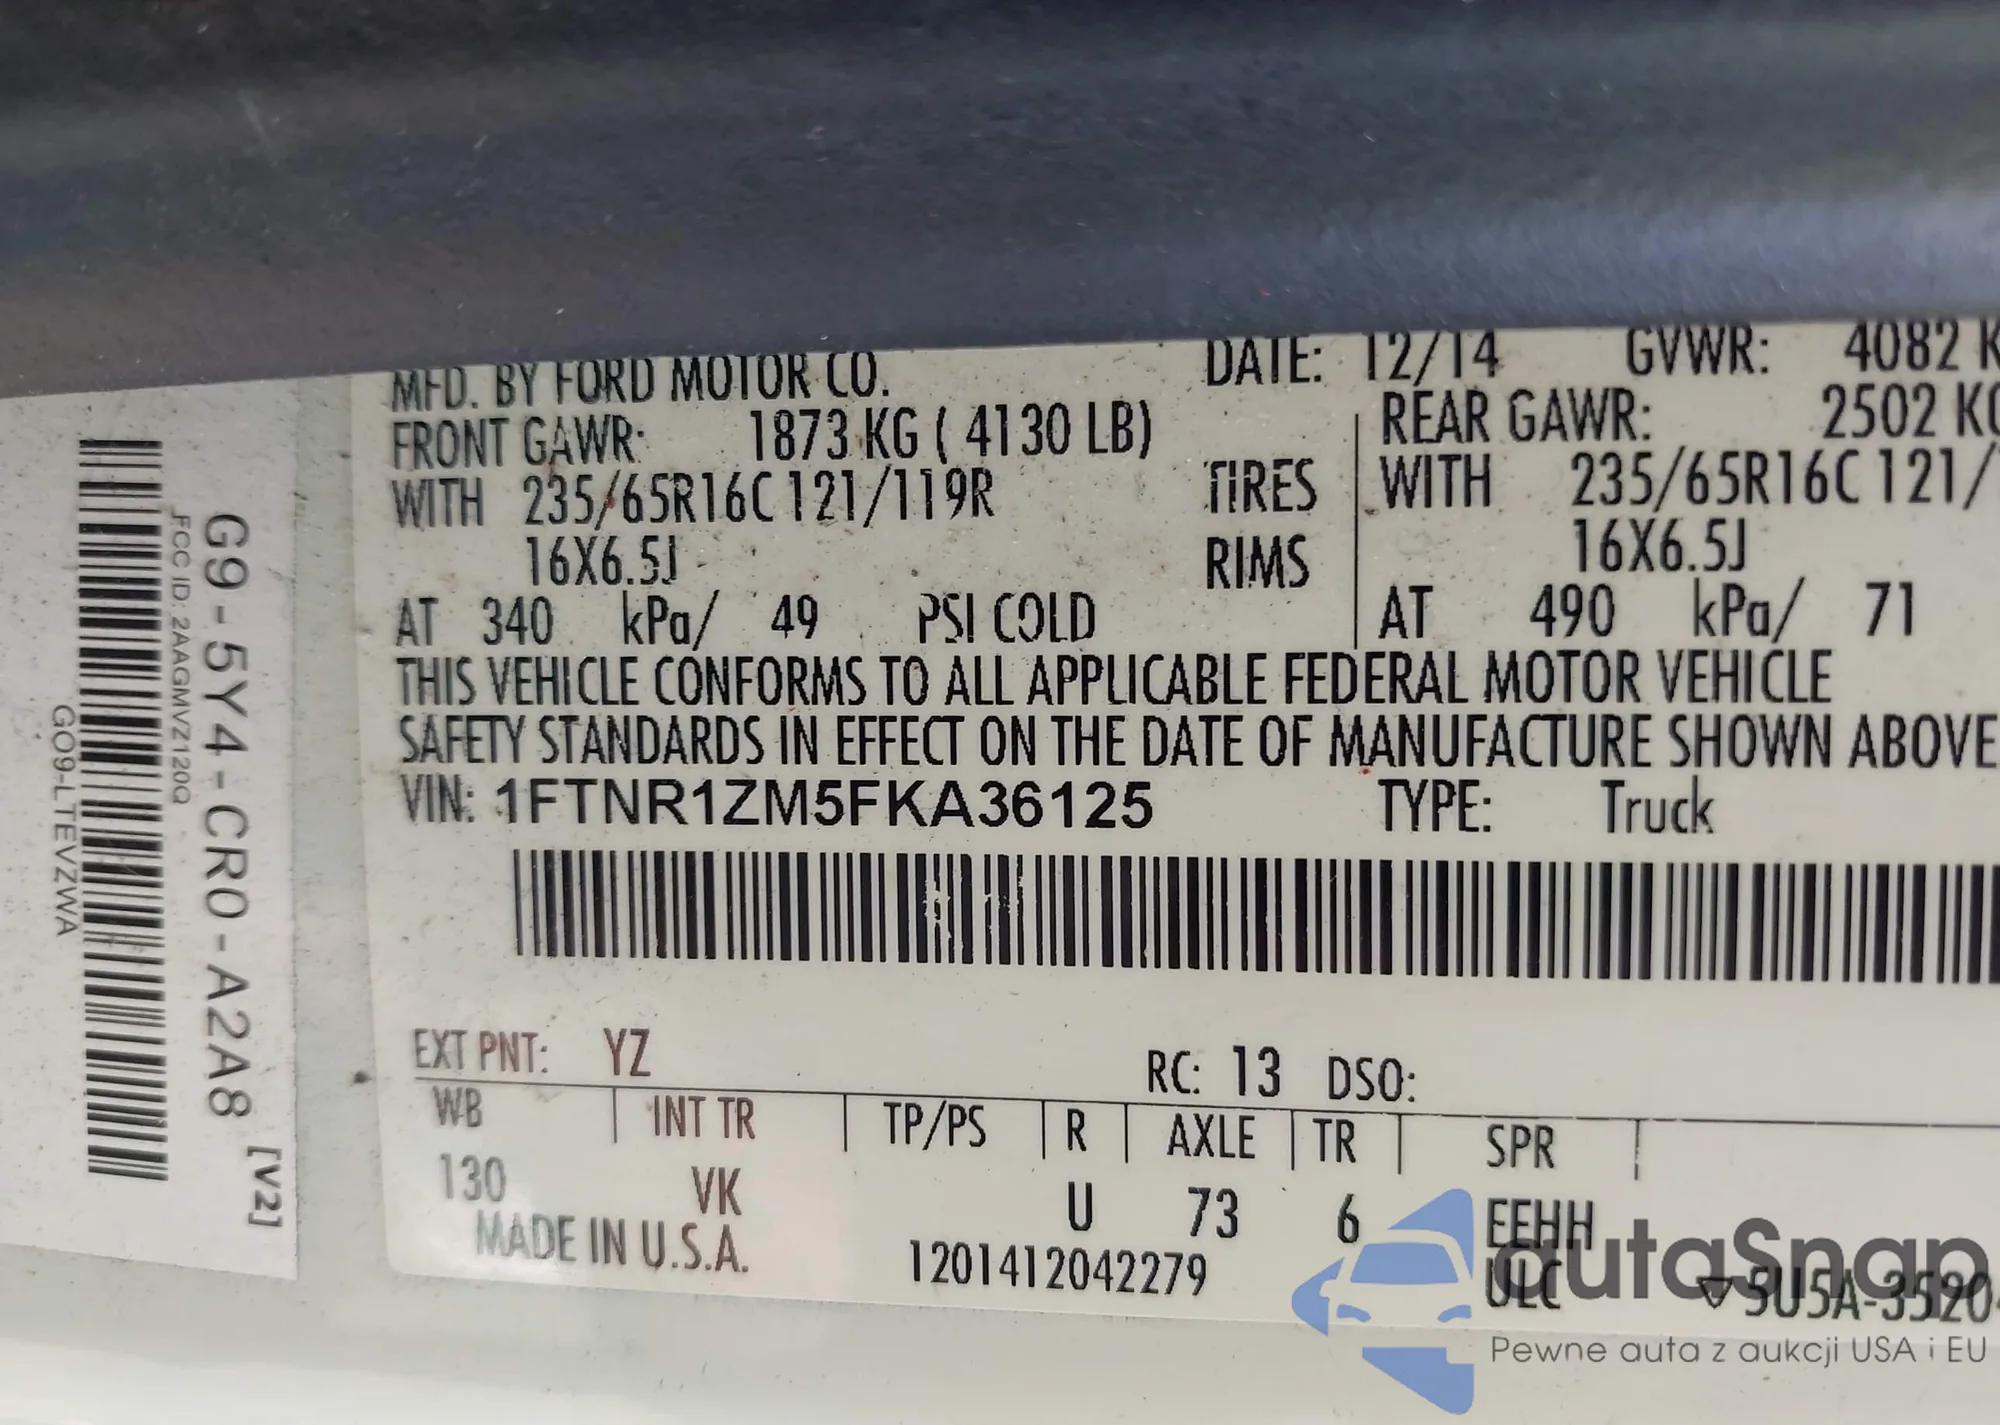 MFD. BY FORD MOTOR CO.
DATE: 12/14
GVWR: 4082 K
FRONT GAWR: 1873 KG ( 4130 LB)
REAR GAWR: 2502 KG
WITH 235/65R16C 121/119R
TIRES
WITH 235/65R16C 121/
16X6.5J
RIMS
16X6.5J
AT 340 kPa/ 49 PSI COLD
AT 490 kPa/ 71
THIS VEHICLE CONFORMS TO ALL APPLICABLE FEDERAL MOTOR VEHICLE
SAFETY STANDARDS IN EFFECT ON THE DATE OF MANUFACTURE SHOWN ABOVE
VIN: 1FTNR1ZM5FKA36125
TYPE: Truck
EXT PNT: YZ
RC: 13 DSO:
WB INT TR TP/PS R AXLE TR SPR
130 VK U 73 6 EEHH
MADE IN U.S.A.
1201412042279
ULC
▽5U5A-3520
G9-5Y4-CR0-A2A8
[V2]
FCC ID: 2AAGMVZ120Q
GO9-LTEVZWA
autaSnap
Pewne auta z aukcji USA i EU